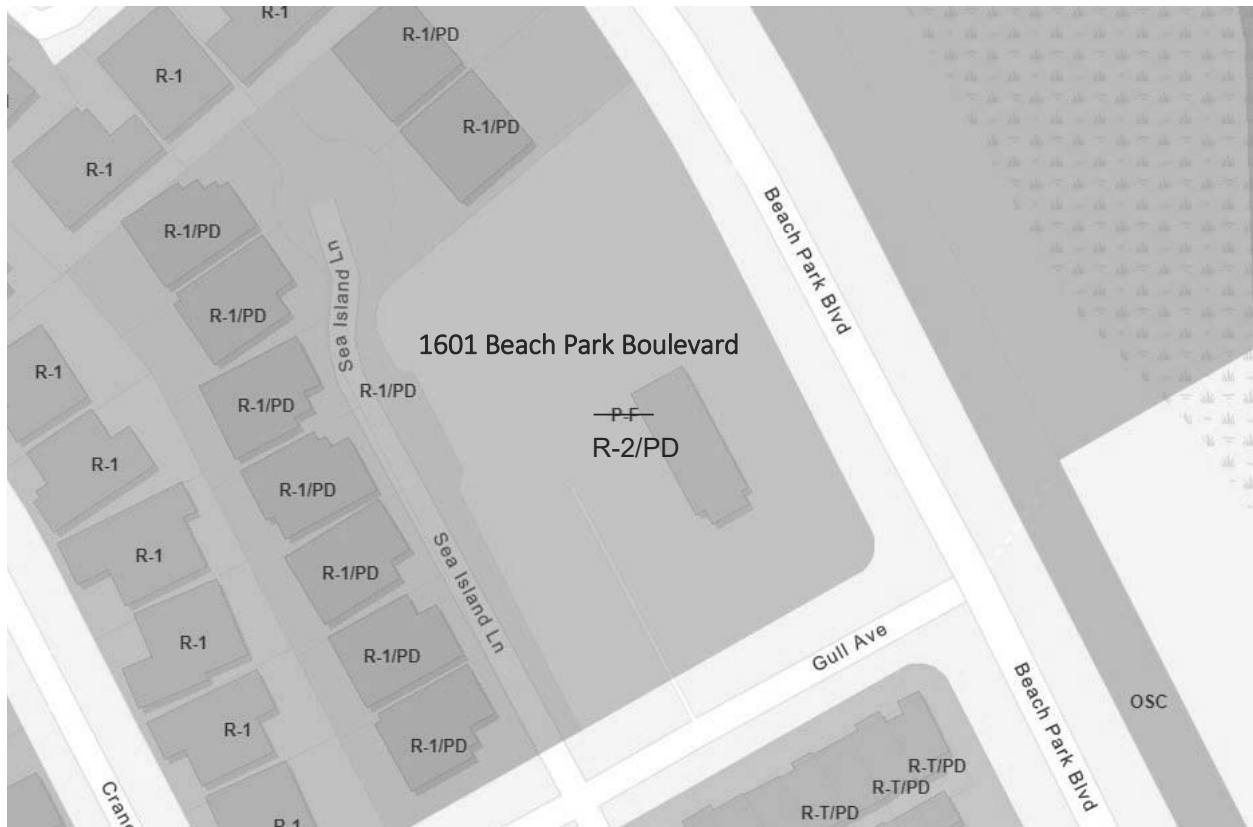 R-1
R-1/PD
R-1
R-1/PD
R-1
R-1/PD
Beach Park Blvd
Sea Island Ln
R-1/PD
1601 Beach Park Boulevard
R-1
R-1/PD
R-1/PD
P-F
R-2/PD
R-1
R-1/PD
Sea Island Ln
R-1
R-1/PD
R-1
Gull Ave
R-1/PD
Beach Park Blvd
OSC
R-1
R-1/PD
R-T/PD
R-T/PD
R-T/PD
R-1